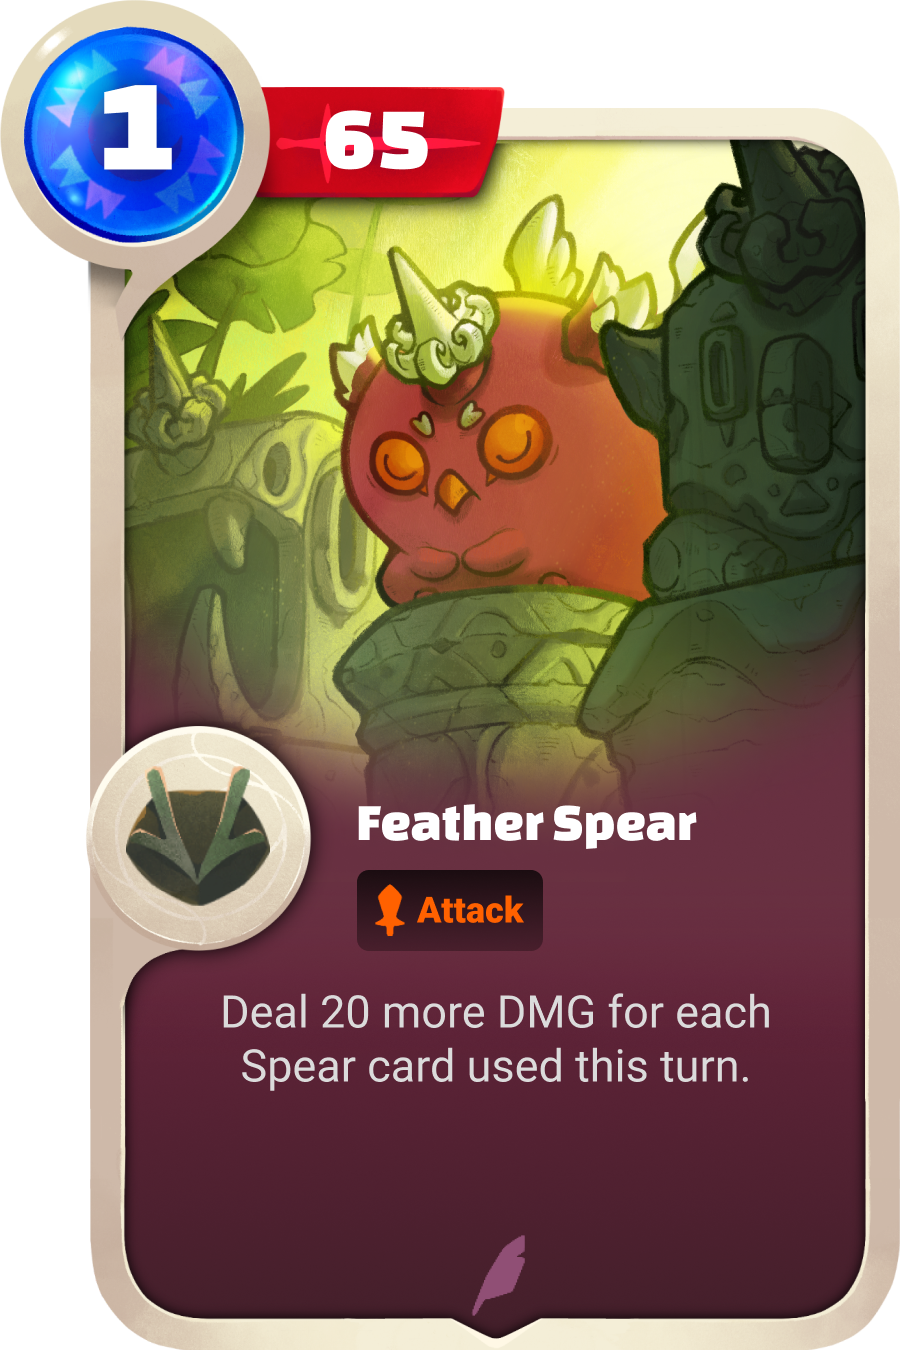 1
65
Feather Spear
Attack
Deal 20 more DMG for each
Spear card used this turn.